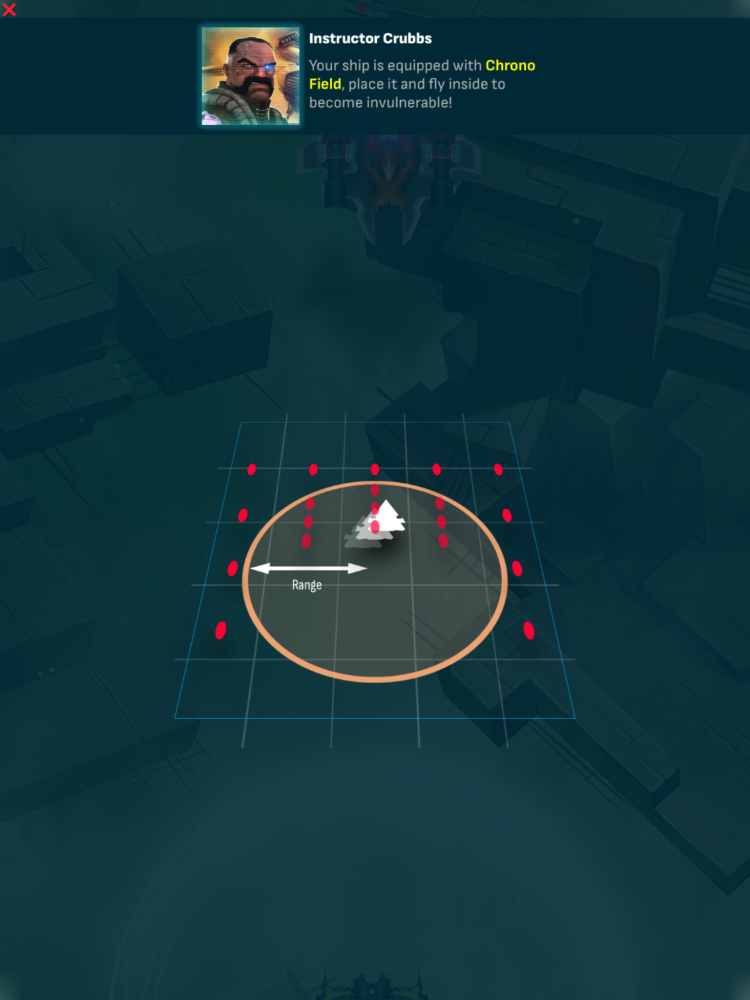 Instructor Crubbs
Your ship is equipped with Chrono
Field, place it and fly inside to
become invulnerable!
Range